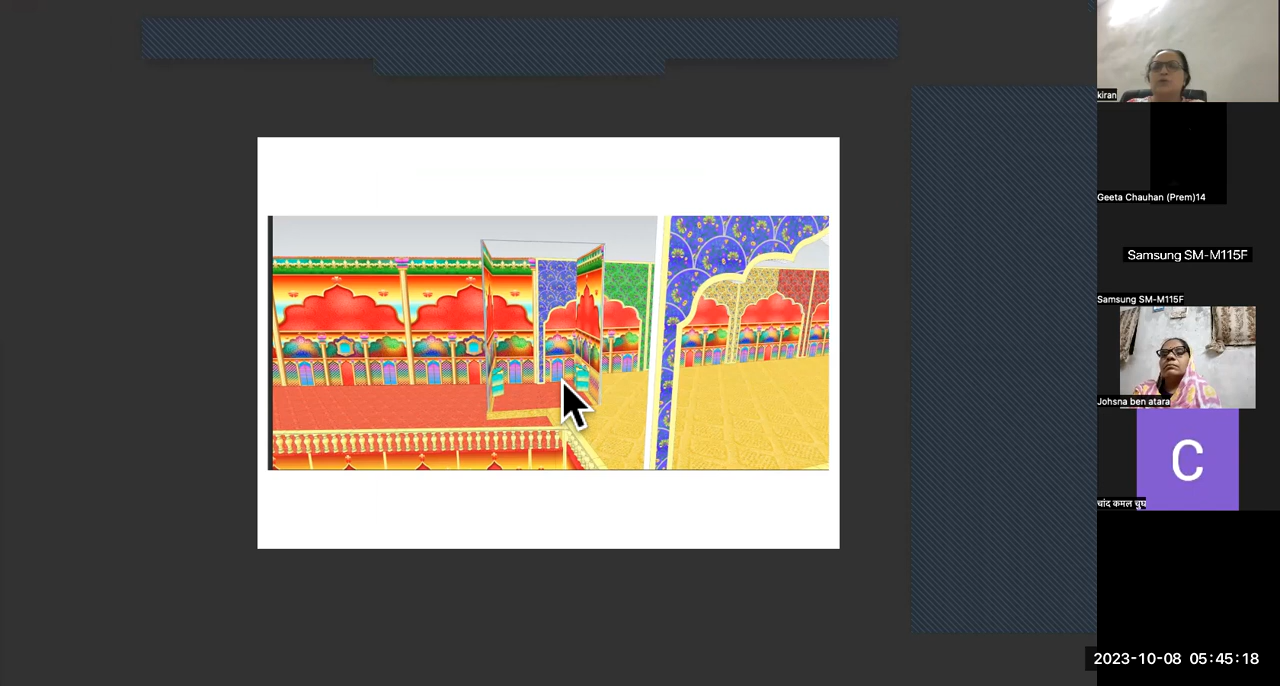 kiran
Geeta Chauhan (Prem)14
Samsung SM-M115F
Samsung SM-M115F
Johsna ben atara
C
चांद कमल चुघ
2023-10-08 05:45:18